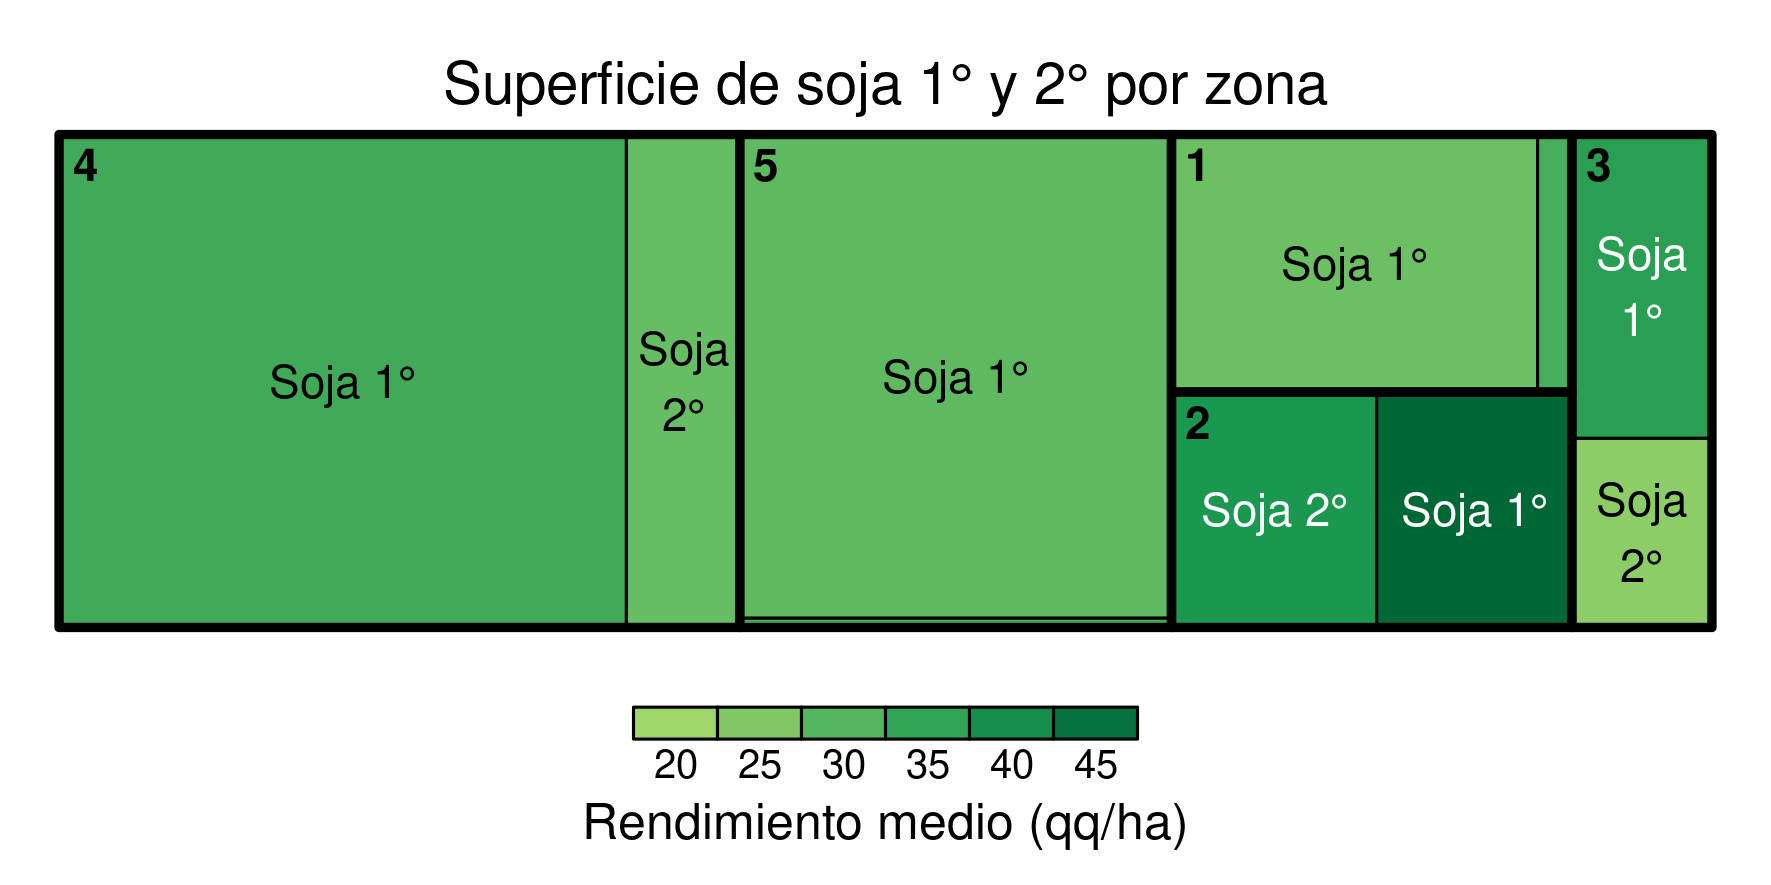 Superficie de soja 1° y 2° por zona
4
Soja 1°
Soja
2°
5
Soja 1°
1
Soja 1°
2
Soja 2°
Soja 1°
3
Soja
1°
Soja
2°
20 25 30 35 40 45
Rendimiento medio (qq/ha)